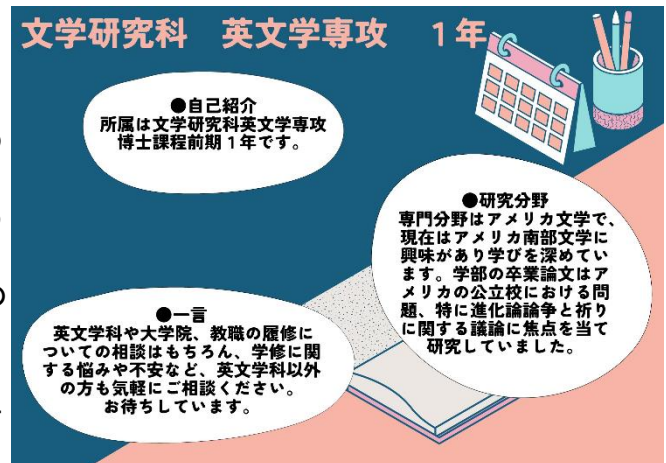 文学研究科　英文学専攻　１年
●自己紹介
所属は文学研究科英文学専攻
博士課程前期１年です。
●研究分野
専門分野はアメリカ文学で、
現在はアメリカ南部文学に
興味があり学びを深めてい
ます。学部の卒業論文はア
メリカの公立校における問
題、特に進化論論争と祈り
に関する議論に焦点を当て
研究していました。
●一言
英文学科や大学院、教職の履修に
ついての相談はもちろん、学修に関
する悩みや不安など、英文学科以外
の方も気軽にご相談ください。
お待ちしています。